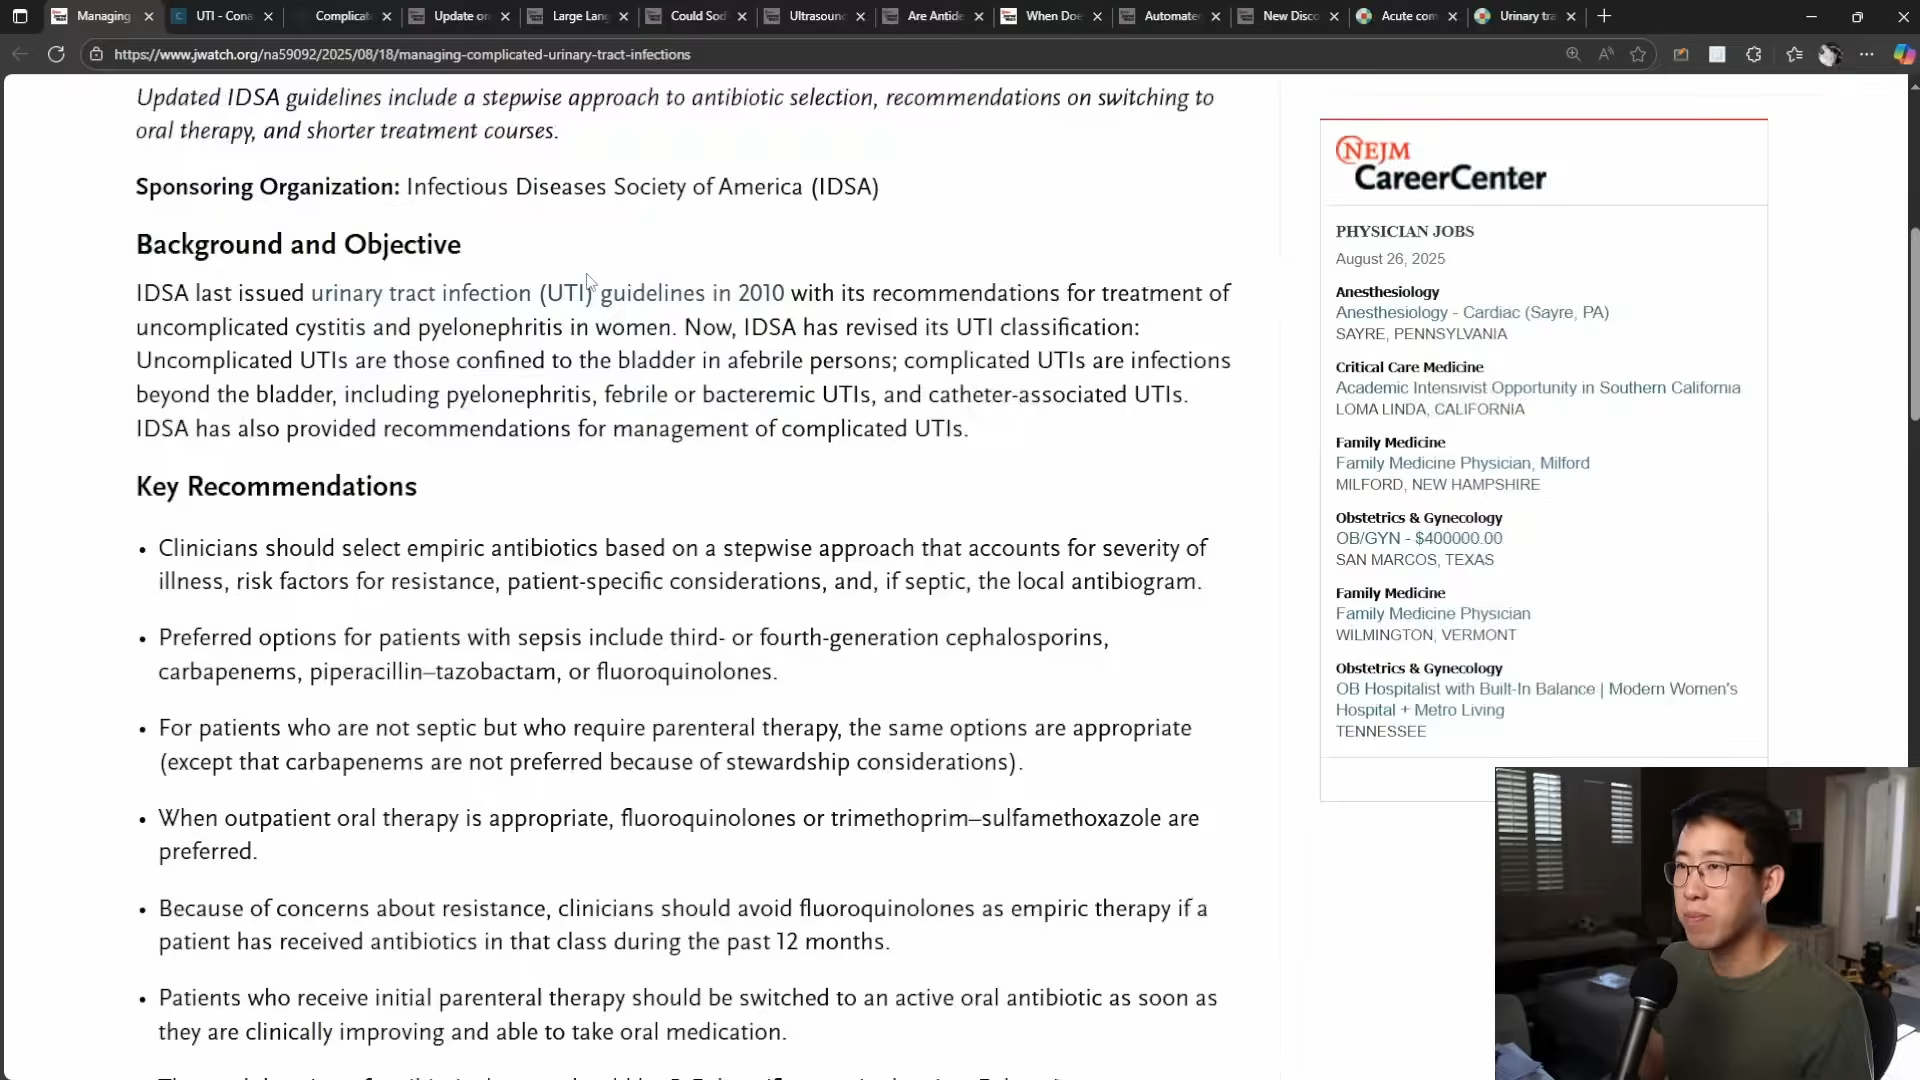 Managing
UTI - Con
Complicat
Update on
Large Lan
Could Sod
Ultrasoun
Are Antide
When Doe
Automate
New Disco
Acute com
Urinary tra
https://www.jwatch.org/na59092/2025/08/18/managing-complicated-urinary-tract-infections
Updated IDSA guidelines include a stepwise approach to antibiotic selection, recommendations on switching to
oral therapy, and shorter treatment courses.
Sponsoring Organization: Infectious Diseases Society of America (IDSA)
Background and Objective
IDSA last issued urinary tract infection (UTI) guidelines in 2010 with its recommendations for treatment of
uncomplicated cystitis and pyelonephritis in women. Now, IDSA has revised its UTI classification:
Uncomplicated UTIs are those confined to the bladder in afebrile persons; complicated UTIs are infections
beyond the bladder, including pyelonephritis, febrile or bacteremic UTIs, and catheter-associated UTIs.
IDSA has also provided recommendations for management of complicated UTIs.
Key Recommendations
• Clinicians should select empiric antibiotics based on a stepwise approach that accounts for severity of
illness, risk factors for resistance, patient-specific considerations, and, if septic, the local antibiogram.
• Preferred options for patients with sepsis include third- or fourth-generation cephalosporins,
carbapenems, piperacillin–tazobactam, or fluoroquinolones.
• For patients who are not septic but who require parenteral therapy, the same options are appropriate
(except that carbapenems are not preferred because of stewardship considerations).
• When outpatient oral therapy is appropriate, fluoroquinolones or trimethoprim–sulfamethoxazole are
preferred.
• Because of concerns about resistance, clinicians should avoid fluoroquinolones as empiric therapy if a
patient has received antibiotics in that class during the past 12 months.
• Patients who receive initial parenteral therapy should be switched to an active oral antibiotic as soon as
they are clinically improving and able to take oral medication.
NEJM
CareerCenter
PHYSICIAN JOBS
August 26, 2025
Anesthesiology
Anesthesiology - Cardiac (Sayre, PA)
SAYRE, PENNSYLVANIA
Critical Care Medicine
Academic Intensivist Opportunity in Southern California
LOMA LINDA, CALIFORNIA
Family Medicine
Family Medicine Physician, Milford
MILFORD, NEW HAMPSHIRE
Obstetrics & Gynecology
OB/GYN - $400000.00
SAN MARCOS, TEXAS
Family Medicine
Family Medicine Physician
WILMINGTON, VERMONT
Obstetrics & Gynecology
OB Hospitalist with Built-In Balance | Modern Women's
Hospital + Metro Living
TENNESSEE